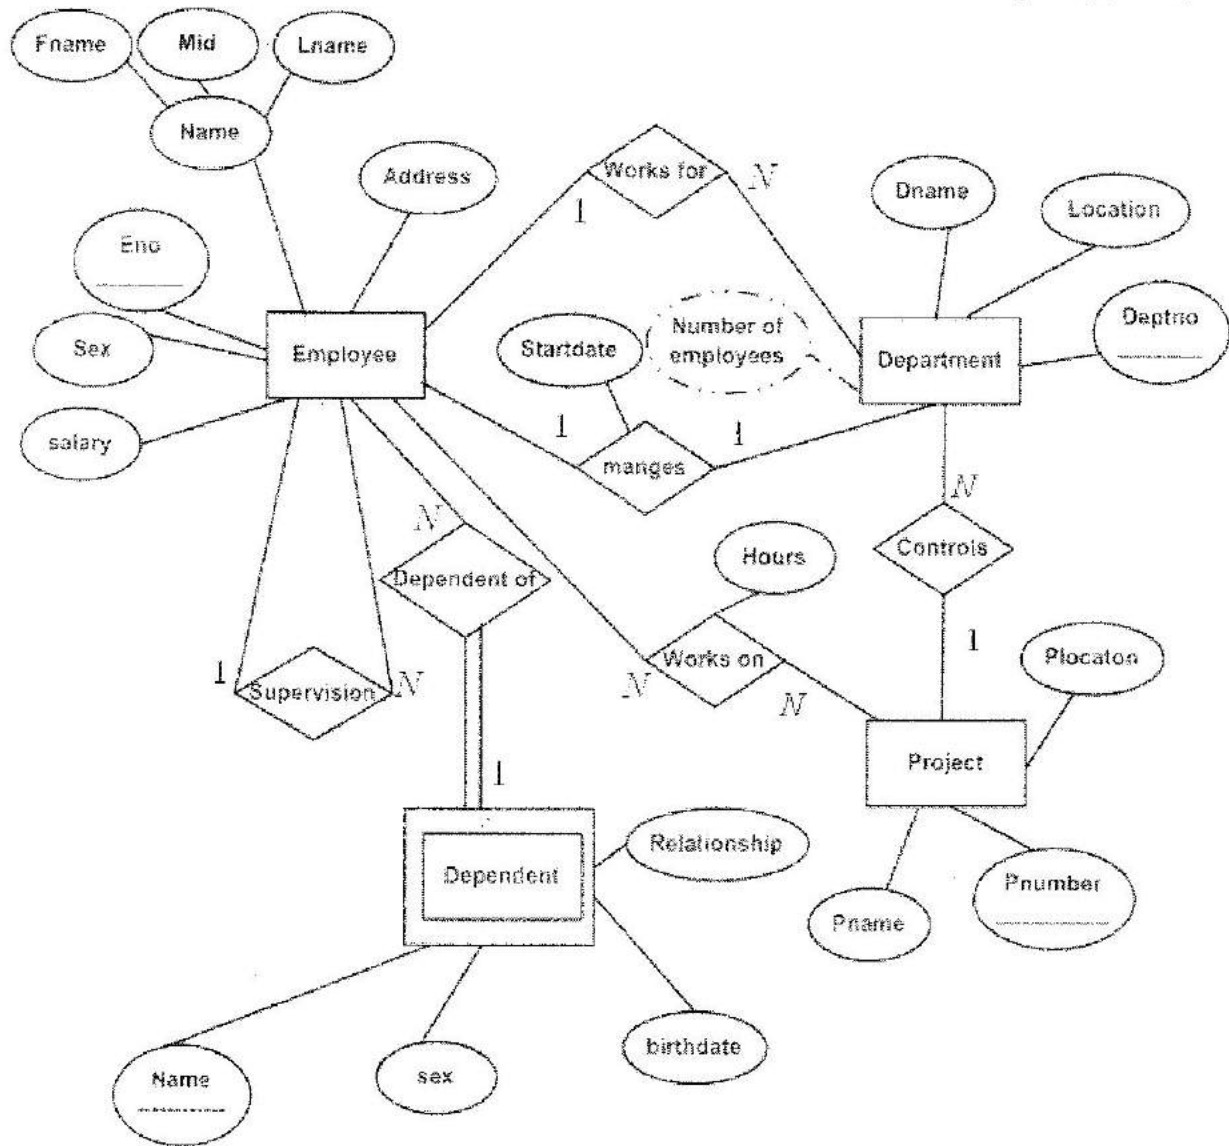 Fname
Mid
Lname
Name
Address
Works for
1
N
Dname
Location
Eno
Sex
Employee
Startdate
Number of
employees
Department
Deptno
salary
1
manges
1
N
N
Controls
Hours
Dependent of
1
Plocaton
1
Supervision
N
Works on
N
N
Project
1
Dependent
Relationship
Pname
Pnumber
Name
sex
birthdate